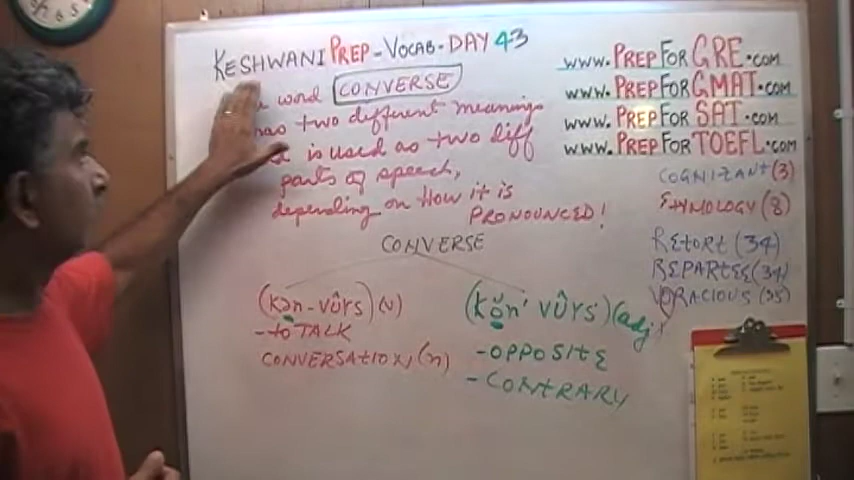 KESHWANI PREP-VOCAB-DAY 43
word CONVERSE
has two different meanings
is used as two diff
parts of speech,
depending on How it is
PRONOUNCED!
CONVERSE
(kən-vûrs) (v)
-to TALK
CONVERSATION, (n)
(kŏn' vûrs) (adj)
-OPPOSITE
-CONTRARY
www.PREPFORGRE.com
www.PREPFORGMAT.com
www.PREPFORSAT.com
www.PREPFORTOEFL.com
COGNIZANT (3)
ETYMOLOGY (8)
RETORT (34)
REPARTEE (34)
VORACIOUS (25)